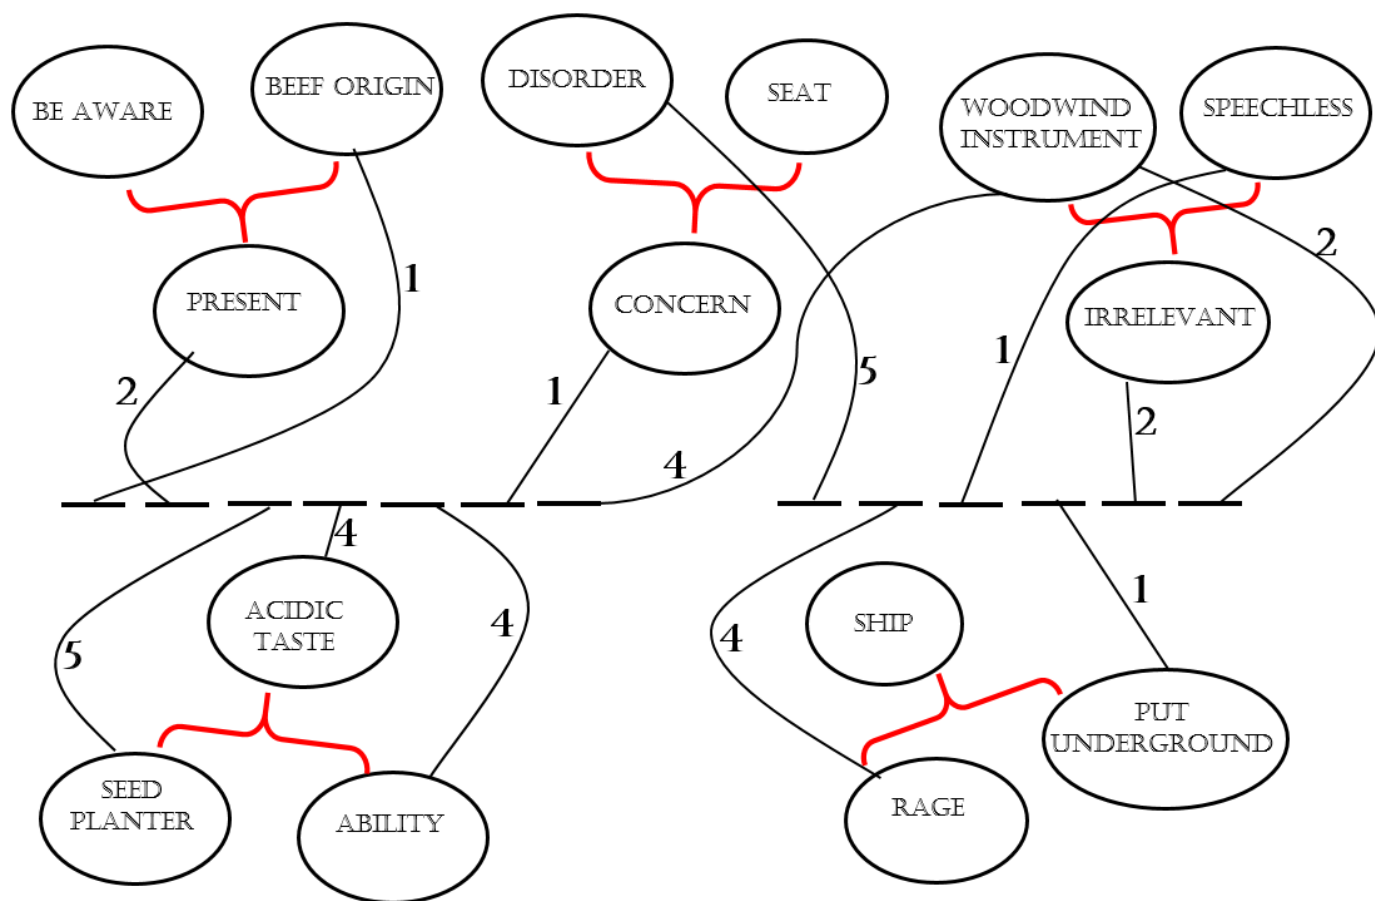 BEEF ORIGIN
DISORDER
SEAT
BE AWARE
WOODWIND
INSTRUMENT
SPEECHLESS
PRESENT
1
CONCERN
2
IRRELEVANT
2
1
5
1
2
4
4
5
4
ACIDIC
TASTE
4
SHIP
1
SEED
PLANTER
ABILITY
RAGE
PUT
UNDERGROUND